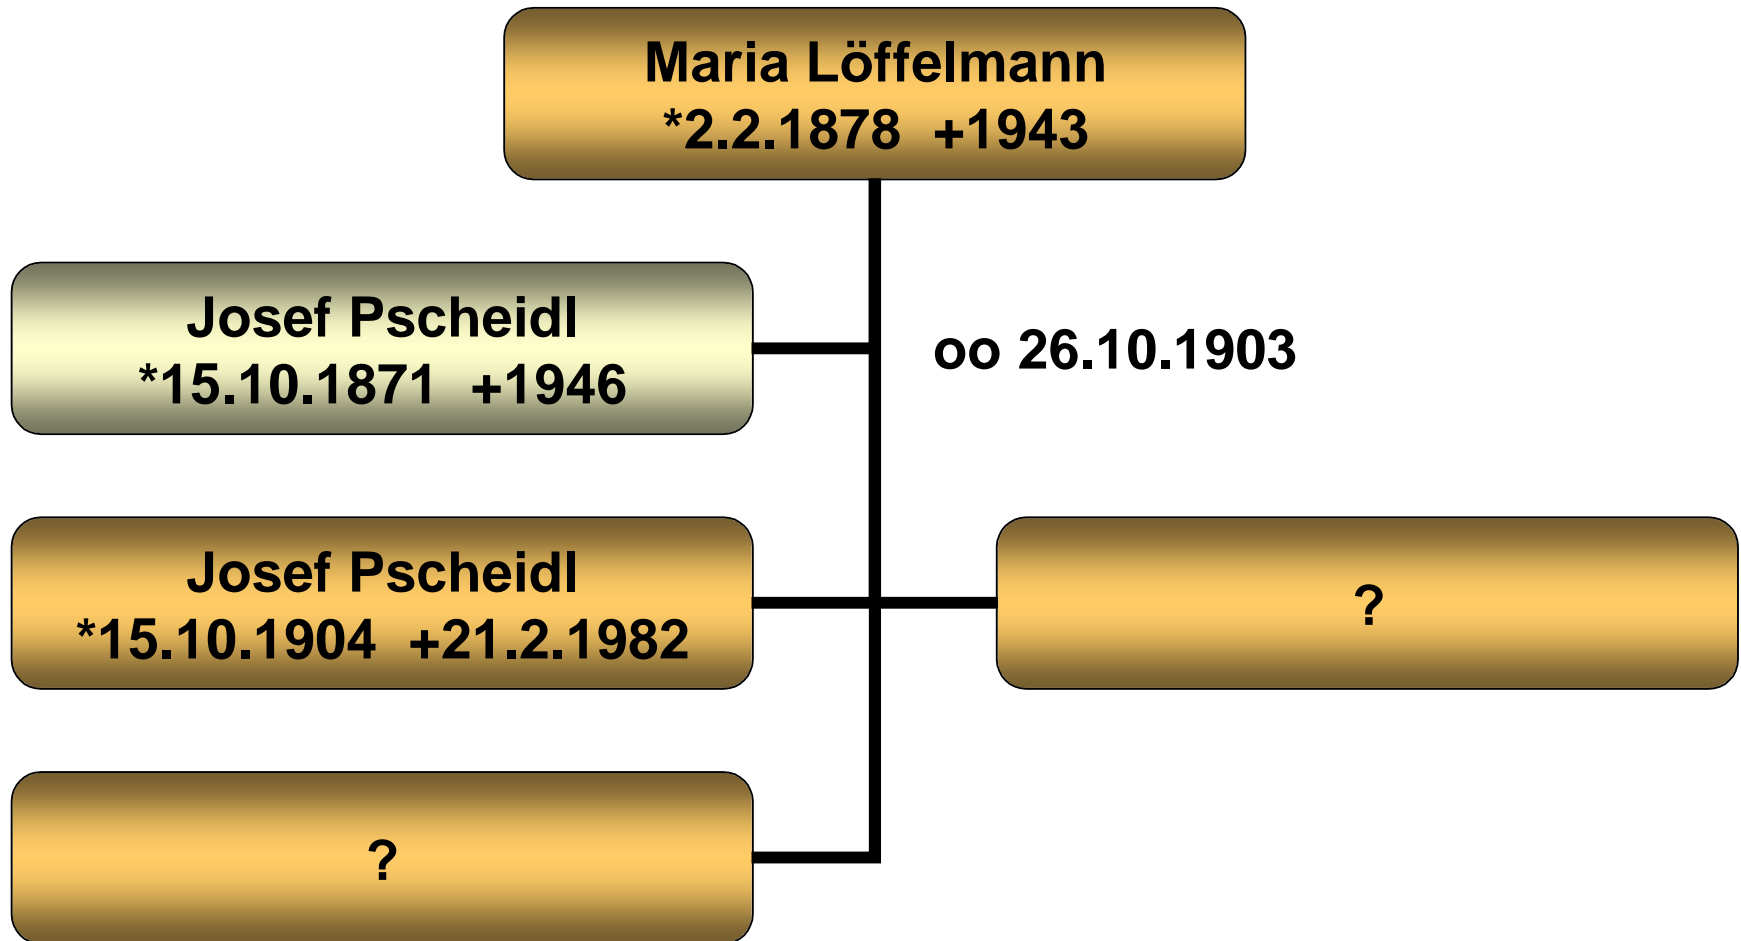 Maria Löffelmann
*2.2.1878  +1943
Josef Pscheidl
*15.10.1871  +1946
oo 26.10.1903
Josef Pscheidl
*15.10.1904  +21.2.1982
?
?